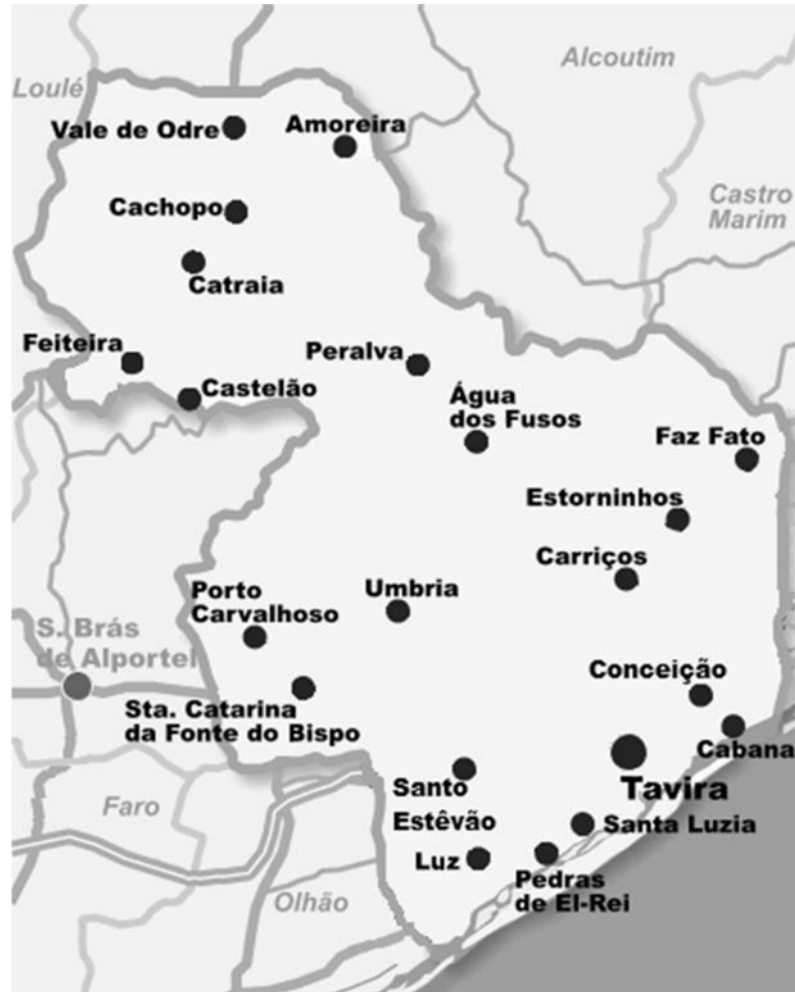 Alcoutim
Loulé
Vale de Odre
Amoreira
Castro
Marim
Cachopo
Catraia
Feiteira
Peralva
Castelão
Água
dos Fusos
Faz Fato
Estorninhos
Carriços
Porto
Carvalhoso
Umbria
S. Brás
de Alportel
Conceição
Sta. Catarina
da Fonte do Bispo
Cabana
Santo
Estêvão
Tavira
Faro
Santa Luzia
Luz
Pedras
de El-Rei
Olhão